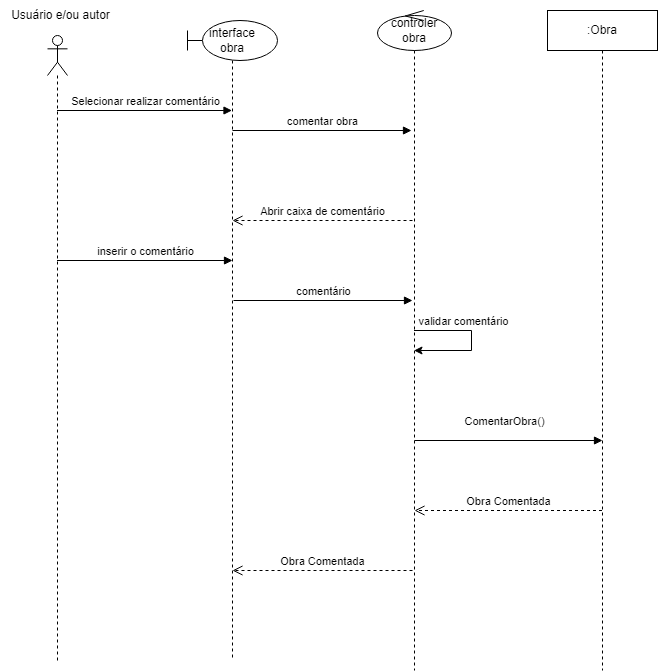 Usuário e/ou autor
interface
obra
controler
obra
:Obra
Selecionar realizar comentário
comentar obra
Abrir caixa de comentário
inserir o comentário
comentário
validar comentário
ComentarObra()
Obra Comentada
Obra Comentada